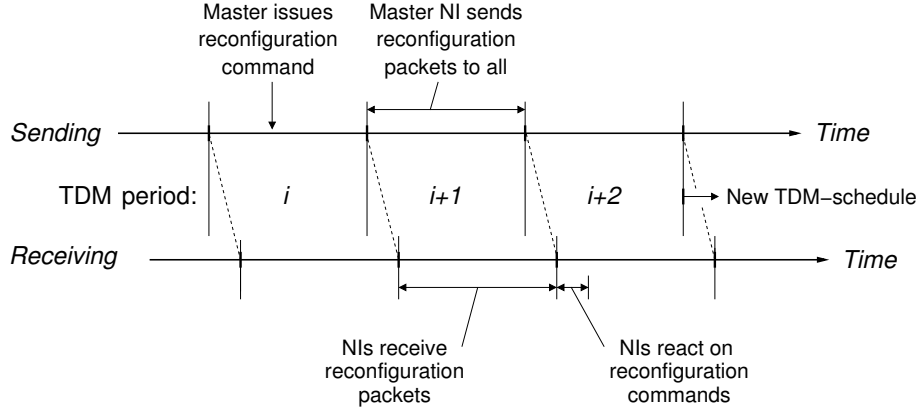 Master issues
reconfiguration
command
Master NI sends
reconfiguration
packets to all
Sending
Time
TDM period:
i
i+1
i+2
New TDM−schedule
Receiving
Time
NIs receive
reconfiguration
packets
NIs react on
reconfiguration
commands